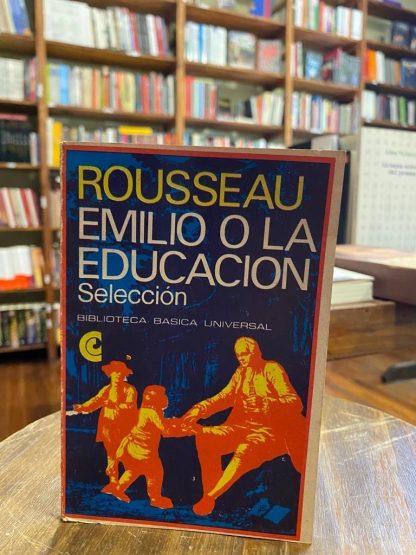 ROUSSEAU
EMILIO O LA
EDUCACION
Selección
BIBLIOTECA BASICA UNIVERSAL